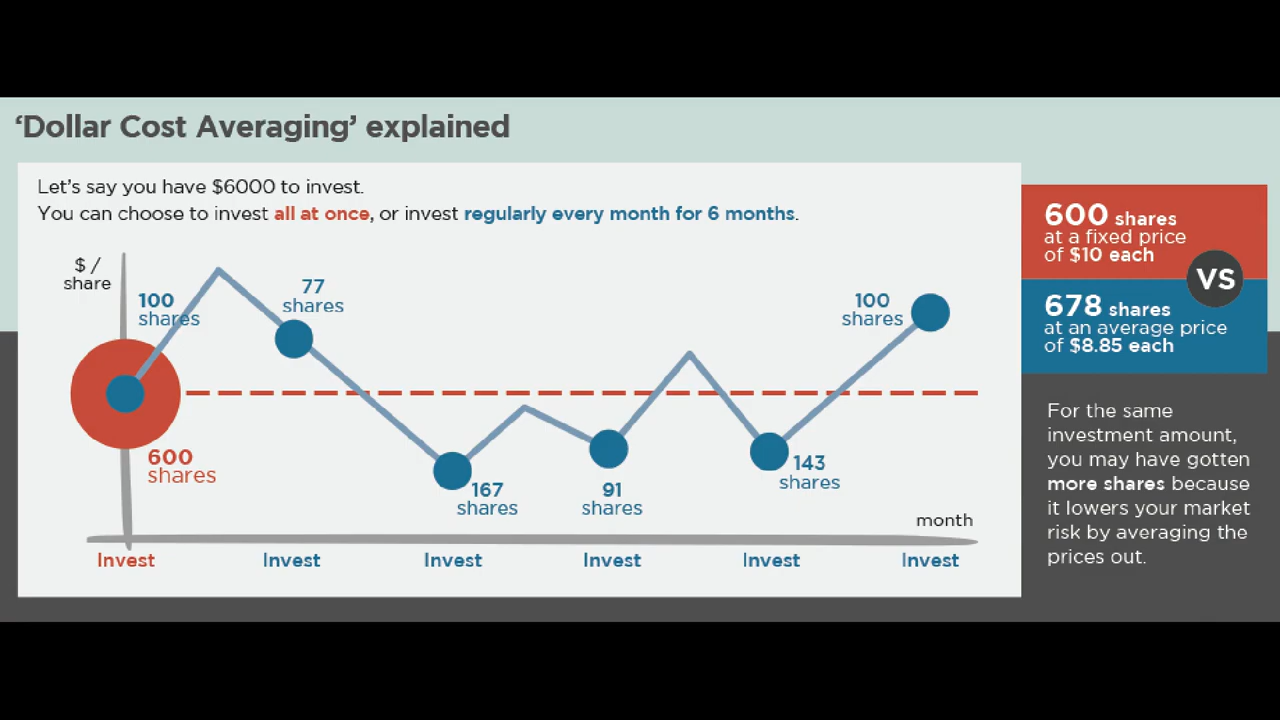 ‘Dollar Cost Averaging’ explained
Let's say you have $6000 to invest.
You can choose to invest all at once, or invest regularly every month for 6 months.
$ /
share
100
shares
77
shares
167
shares
91
shares
143
shares
100
shares
600
shares
month
Invest
Invest
Invest
Invest
Invest
Invest
600 shares
at a fixed price
of $10 each
VS
678 shares
at an average price
of $8.85 each
For the same
investment amount,
you may have gotten
more shares because
it lowers your market
risk by averaging the
prices out.